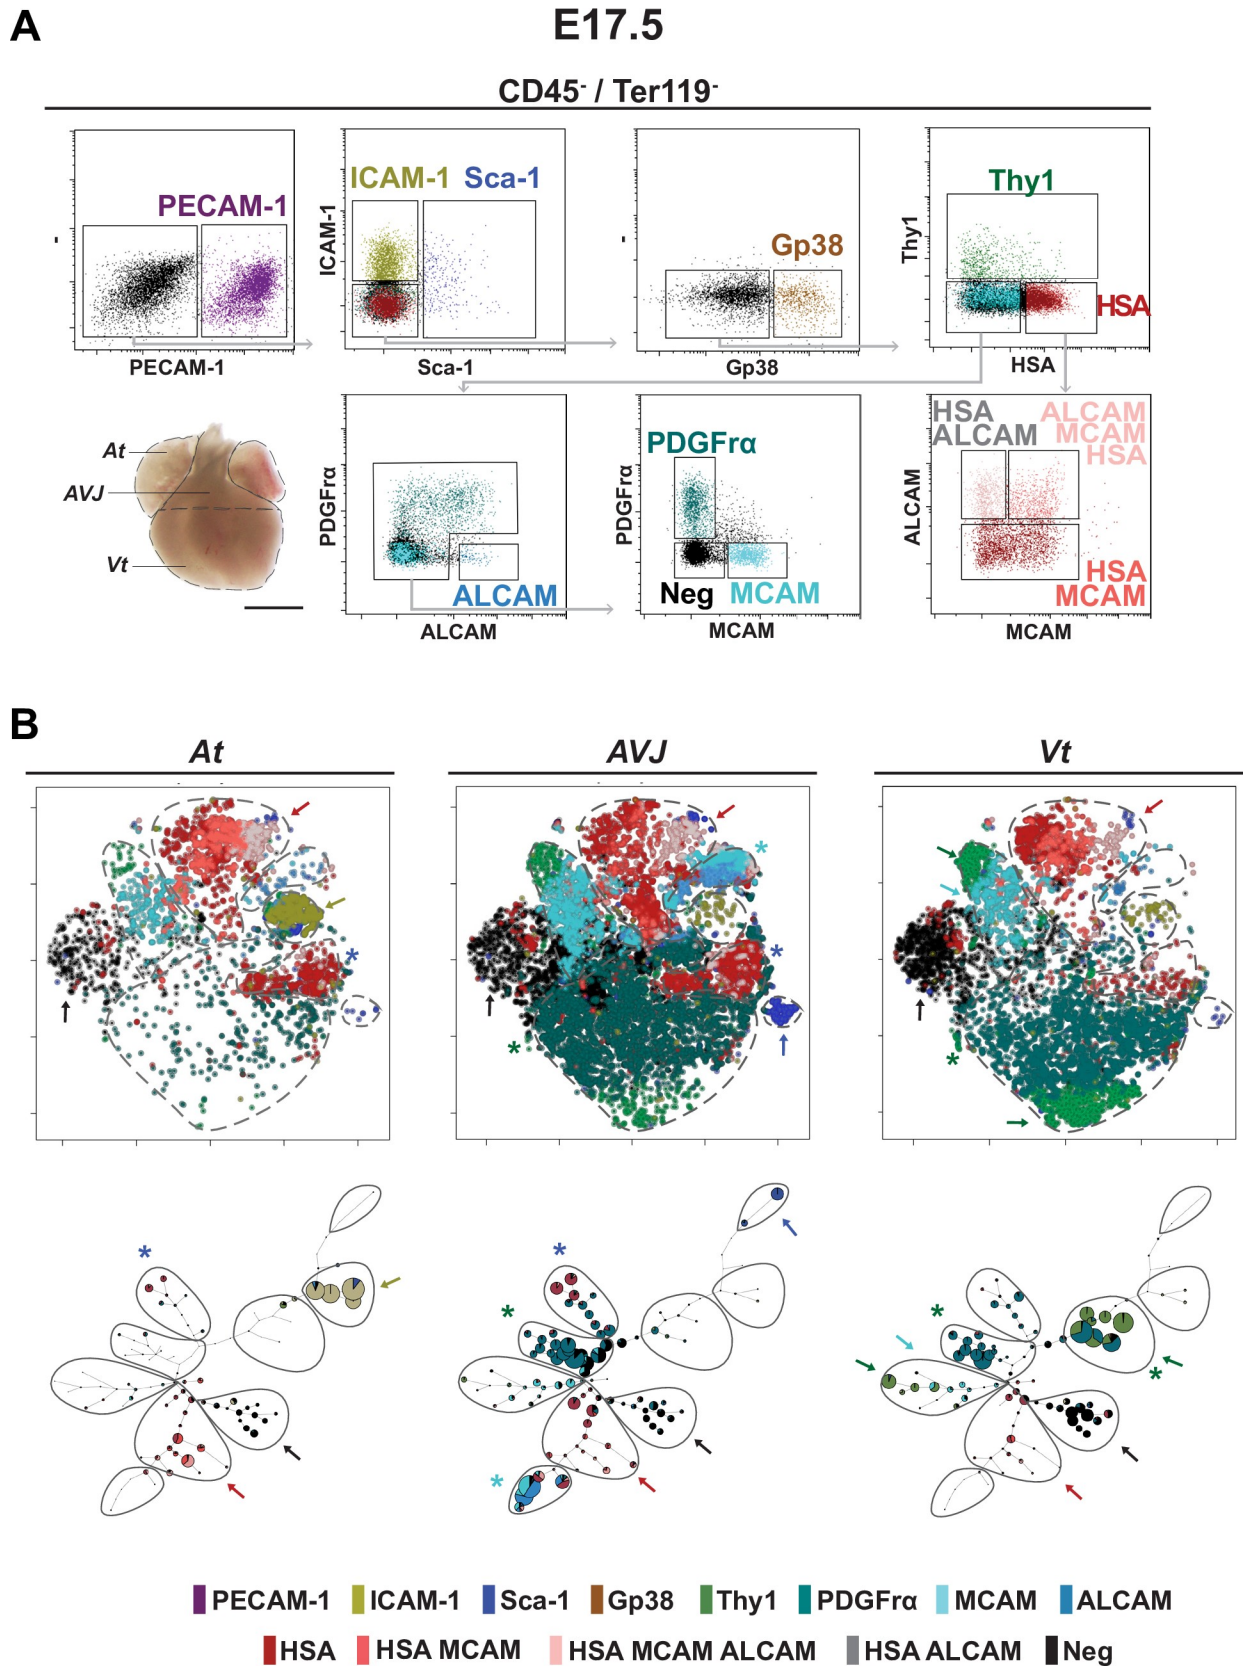 A
E17.5
CD45- / Ter119-
PECAM-1
-
PECAM-1
ICAM-1 Sca-1
ICAM-1
Sca-1
Gp38
-
Gp38
Thy1
Thy1
HSA
HSA
At
AVJ
Vt
PDGFrα
ALCAM
ALCAM
PDGFrα
PDGFrα
Neg MCAM
MCAM
HSA
ALCAM
ALCAM
MCAM
HSA
ALCAM
HSA
MCAM
MCAM
B
At
AVJ
Vt
*
*
*
*
*
*
*
*
*
*
*
PECAM-1 ICAM-1 Sca-1 Gp38 Thy1 PDGFrα MCAM ALCAM
HSA HSA MCAM HSA MCAM ALCAM HSA ALCAM Neg